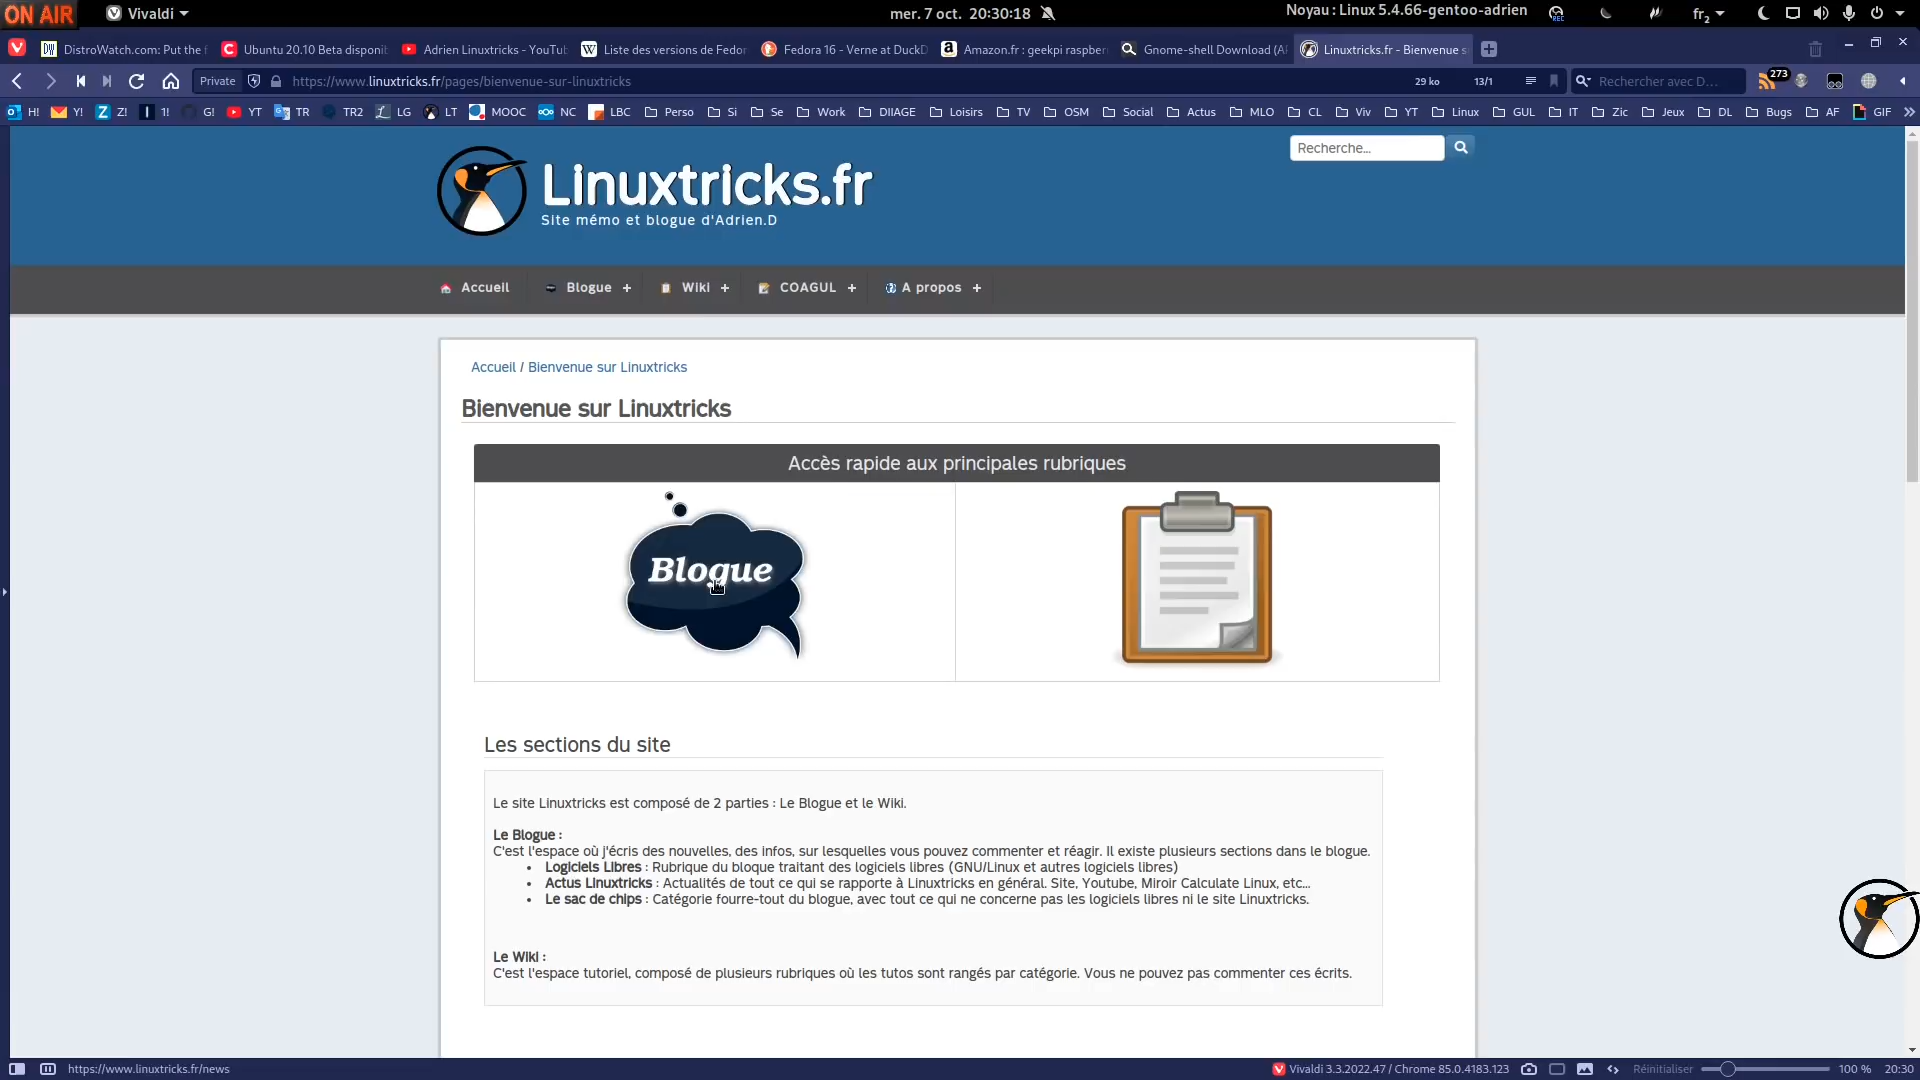 ON AIR Vivaldi mer. 7 oct. 20:30:18 Noyau : Linux 5.4.66-gentoo-adrien REC fr₂
DistroWatch.com: Put the f Ubuntu 20.10 Beta disponib Adrien Linuxtricks - YouTu Liste des versions de Fedor Fedora 16 - Verne at DuckD Amazon.fr : geekpi raspber Gnome-shell Download (A Linuxtricks.fr - Bienvenue s
Private https://www.linuxtricks.fr/pages/bienvenue-sur-linuxtricks 29 ko 13/1 Rechercher avec D… 273
H! Y! Z! 1! G! YT TR TR2 LG LT MOOC NC LBC Perso Si Se Work DIIAGE Loisirs TV OSM Social Actus MLO CL Viv YT Linux GUL IT Zic Jeux DL Bugs AF GIF
Recherche...
Linuxtricks.fr
Site mémo et blogue d'Adrien.D
Accueil Blogue + Wiki + COAGUL + A propos +
Accueil / Bienvenue sur Linuxtricks
Bienvenue sur Linuxtricks
Accès rapide aux principales rubriques
Blogue
Les sections du site
Le site Linuxtricks est composé de 2 parties : Le Blogue et le Wiki.
Le Blogue :
C'est l'espace où j'écris des nouvelles, des infos, sur lesquelles vous pouvez commenter et réagir. Il existe plusieurs sections dans le blogue.
• Logiciels Libres : Rubrique du bloque traitant des logiciels libres (GNU/Linux et autres logiciels libres)
• Actus Linuxtricks : Actualités de tout ce qui se rapporte à Linuxtricks en général. Site, Youtube, Miroir Calculate Linux, etc...
• Le sac de chips : Catégorie fourre-tout du blogue, avec tout ce qui ne concerne pas les logiciels libres ni le site Linuxtricks.
Le Wiki :
C'est l'espace tutoriel, composé de plusieurs rubriques où les tutos sont rangés par catégorie. Vous ne pouvez pas commenter ces écrits.
https://www.linuxtricks.fr/news Vivaldi 3.3.2022.47 / Chrome 85.0.4183.123 Réinitialiser 100 % 20:30